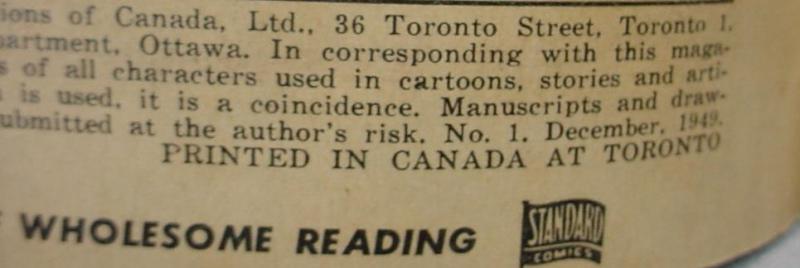 ions of Canada, Ltd., 36 Toronto Street, Toronto 1.
partment, Ottawa. In corresponding with this maga-
s of all characters used in cartoons, stories and arti-
is used, it is a coincidence. Manuscripts and draw-
ubmitted at the author's risk. No. 1. December, 1949.
PRINTED IN CANADA AT TORONTO
WHOLESOME READING
STANDARD
COMICS